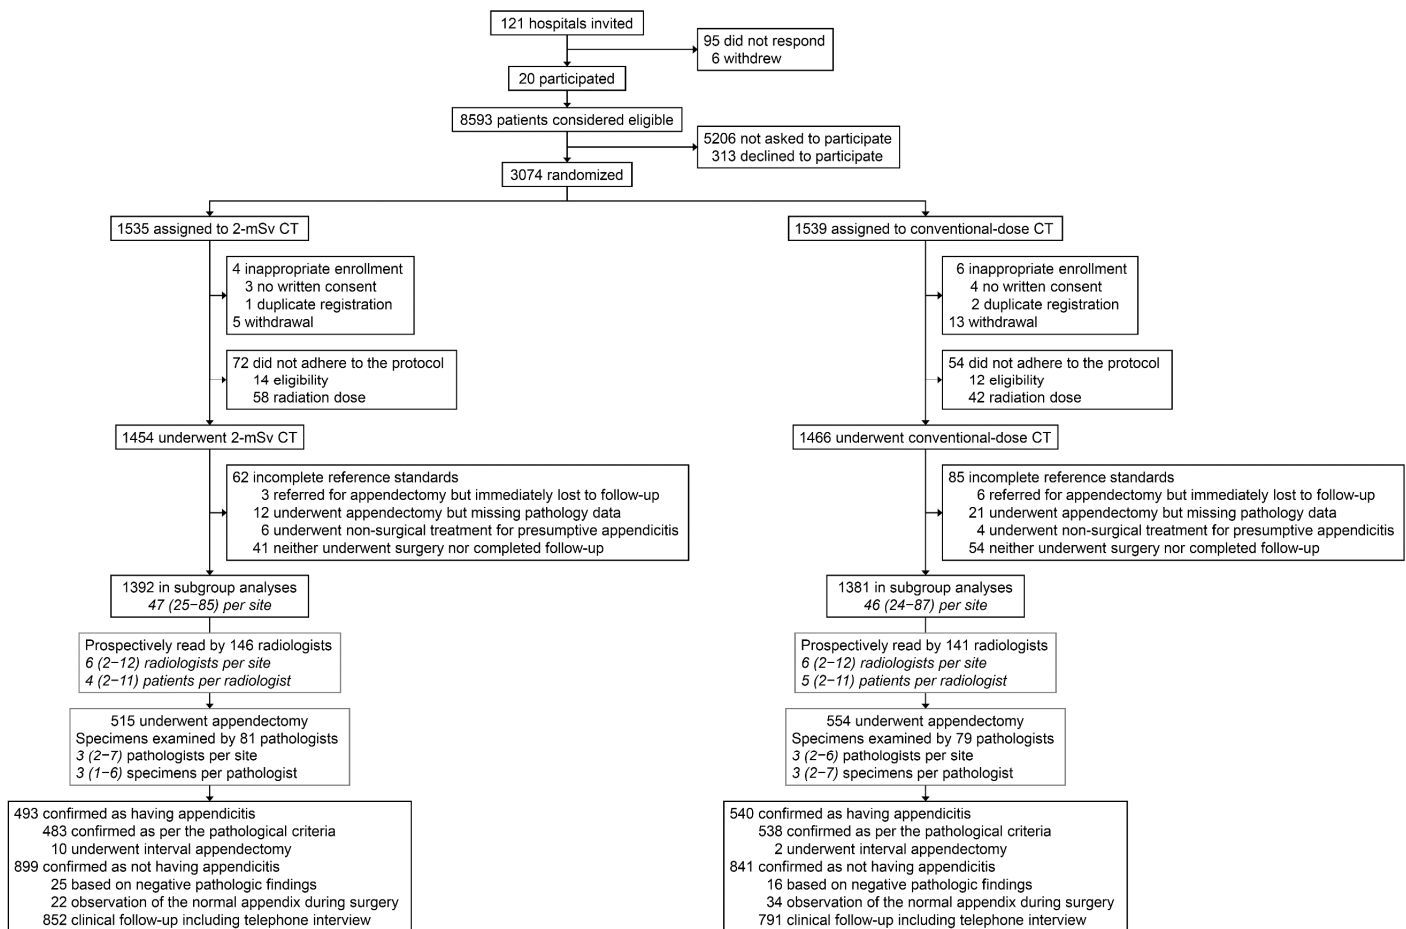 121 hospitals invited
95 did not respond
6 withdrew
20 participated
8593 patients considered eligible
5206 not asked to participate
313 declined to participate
3074 randomized
1535 assigned to 2-mSv CT
4 inappropriate enrollment
3 no written consent
1 duplicate registration
5 withdrawal
72 did not adhere to the protocol
14 eligibility
58 radiation dose
1454 underwent 2-mSv CT
62 incomplete reference standards
3 referred for appendectomy but immediately lost to follow-up
12 underwent appendectomy but missing pathology data
6 underwent non-surgical treatment for presumptive appendicitis
41 neither underwent surgery nor completed follow-up
1392 in subgroup analyses
47 (25−85) per site
Prospectively read by 146 radiologists
6 (2−12) radiologists per site
4 (2−11) patients per radiologist
515 underwent appendectomy
Specimens examined by 81 pathologists
3 (2−7) pathologists per site
3 (1−6) specimens per pathologist
493 confirmed as having appendicitis
483 confirmed as per the pathological criteria
10 underwent interval appendectomy
899 confirmed as not having appendicitis
25 based on negative pathologic findings
22 observation of the normal appendix during surgery
852 clinical follow-up including telephone interview
1539 assigned to conventional-dose CT
6 inappropriate enrollment
4 no written consent
2 duplicate registration
13 withdrawal
54 did not adhere to the protocol
12 eligibility
42 radiation dose
1466 underwent conventional-dose CT
85 incomplete reference standards
6 referred for appendectomy but immediately lost to follow-up
21 underwent appendectomy but missing pathology data
4 underwent non-surgical treatment for presumptive appendicitis
54 neither underwent surgery nor completed follow-up
1381 in subgroup analyses
46 (24−87) per site
Prospectively read by 141 radiologists
6 (2−12) radiologists per site
5 (2−11) patients per radiologist
554 underwent appendectomy
Specimens examined by 79 pathologists
3 (2−6) pathologists per site
3 (2−7) specimens per pathologist
540 confirmed as having appendicitis
538 confirmed as per the pathological criteria
2 underwent interval appendectomy
841 confirmed as not having appendicitis
16 based on negative pathologic findings
34 observation of the normal appendix during surgery
791 clinical follow-up including telephone interview